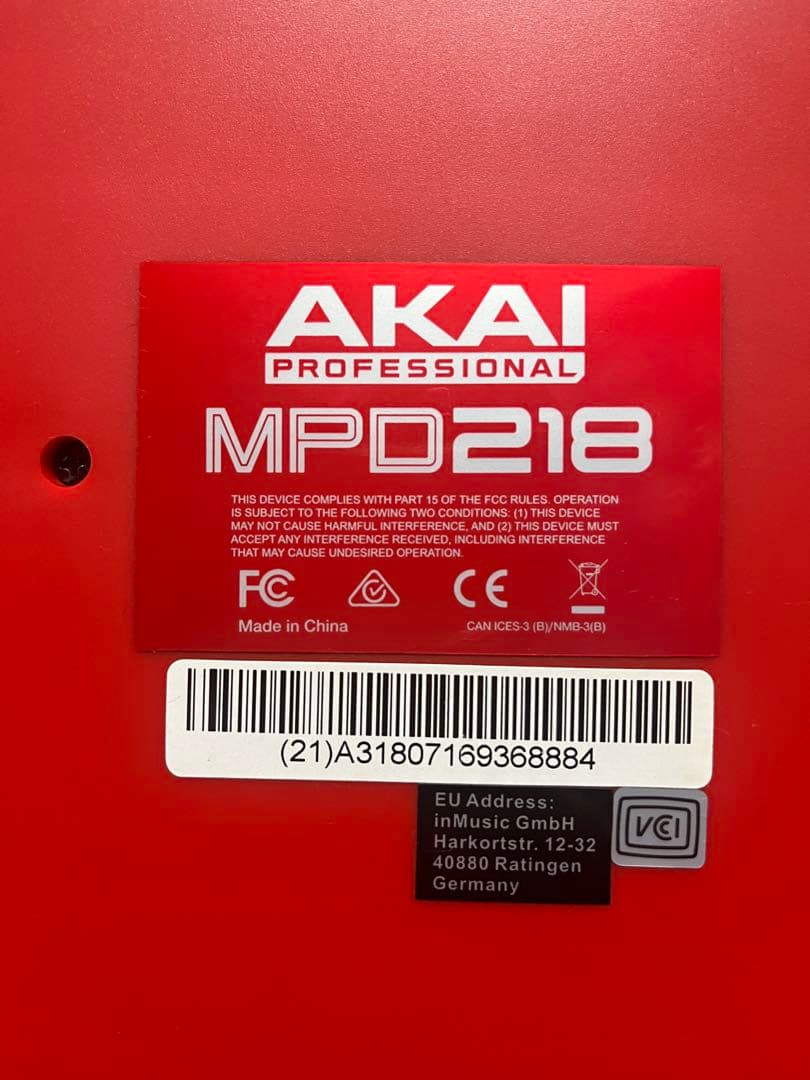 AKAI
PROFESSIONAL
MPD218
THIS DEVICE COMPLIES WITH PART 15 OF THE FCC RULES. OPERATION
IS SUBJECT TO THE FOLLOWING TWO CONDITIONS: (1) THIS DEVICE
MAY NOT CAUSE HARMFUL INTERFERENCE, AND (2) THIS DEVICE MUST
ACCEPT ANY INTERFERENCE RECEIVED, INCLUDING INTERFERENCE
THAT MAY CAUSE UNDESIRED OPERATION.
FC CE
Made in China CAN ICES-3 (B)/NMB-3(B)
(21)A31807169368884
EU Address:
inMusic GmbH
Harkortstr. 12-32
40880 Ratingen
Germany
VCCI